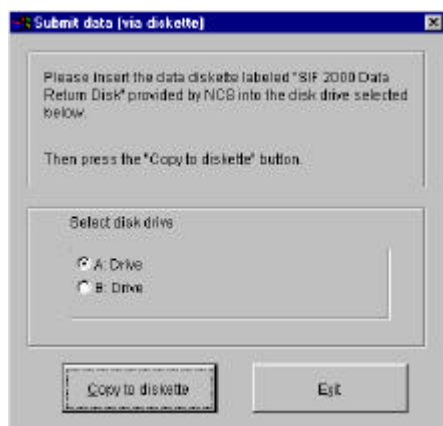 Submit data (via diskette)
Please insert the data diskette labeled "SIF 2000 Data
Return Disk" provided by NCS into the disk drive selected
below.
Then press the "Copy to diskette" button.
Select disk drive
A: Drive
B: Drive
Copy to diskette
Exit